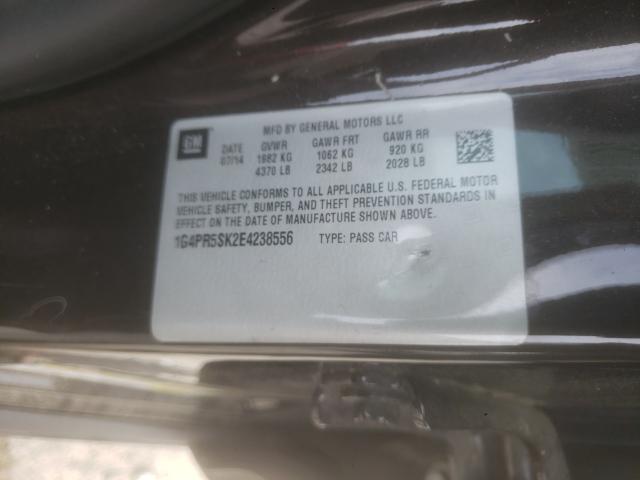 GM
MFD BY GENERAL MOTORS LLC
DATE GVWR GAWR FRT GAWR RR
07/14 1982 KG 1062 KG 920 KG
4370 LB 2342 LB 2028 LB
THIS VEHICLE CONFORMS TO ALL APPLICABLE U.S. FEDERAL MOTOR
VEHICLE SAFETY, BUMPER, AND THEFT PREVENTION STANDARDS IN
EFFECT ON THE DATE OF MANUFACTURE SHOWN ABOVE.
1G4PR5SK2E4238556 TYPE: PASS CAR